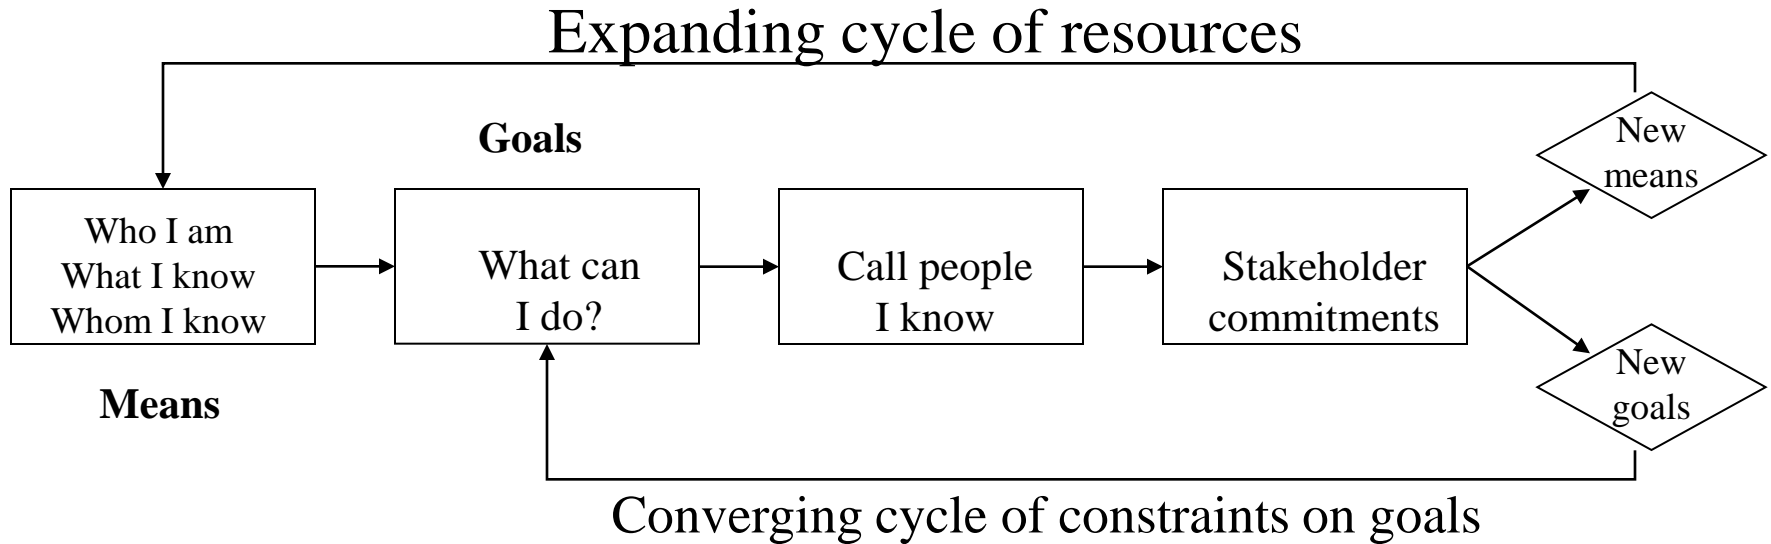 Expanding cycle of resources
Goals
New
means
Who I am
What I know
Whom I know
What can
I do?
Call people
I know
Stakeholder
commitments
New
goals
Means
Converging cycle of constraints on goals